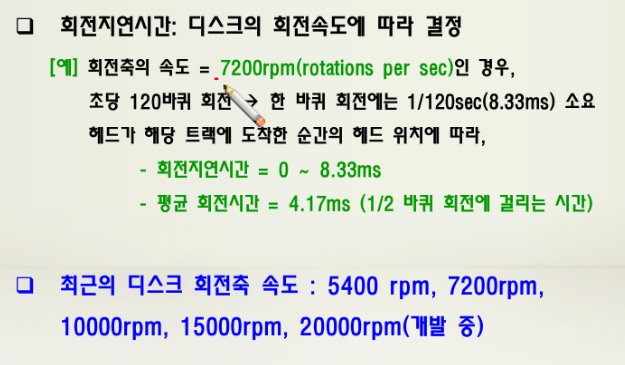 ❑ 회전지연시간: 디스크의 회전속도에 따라 결정
[예] 회전축의 속도 = 7200rpm(rotations per sec)인 경우,
초당 120바퀴 회전 → 한 바퀴 회전에는 1/120sec(8.33ms) 소요
헤드가 해당 트랙에 도착한 순간의 헤드 위치에 따라,
- 회전지연시간 = 0 ~ 8.33ms
- 평균 회전시간 = 4.17ms (1/2 바퀴 회전에 걸리는 시간)
❑ 최근의 디스크 회전축 속도 : 5400 rpm, 7200rpm,
10000rpm, 15000rpm, 20000rpm(개발 중)